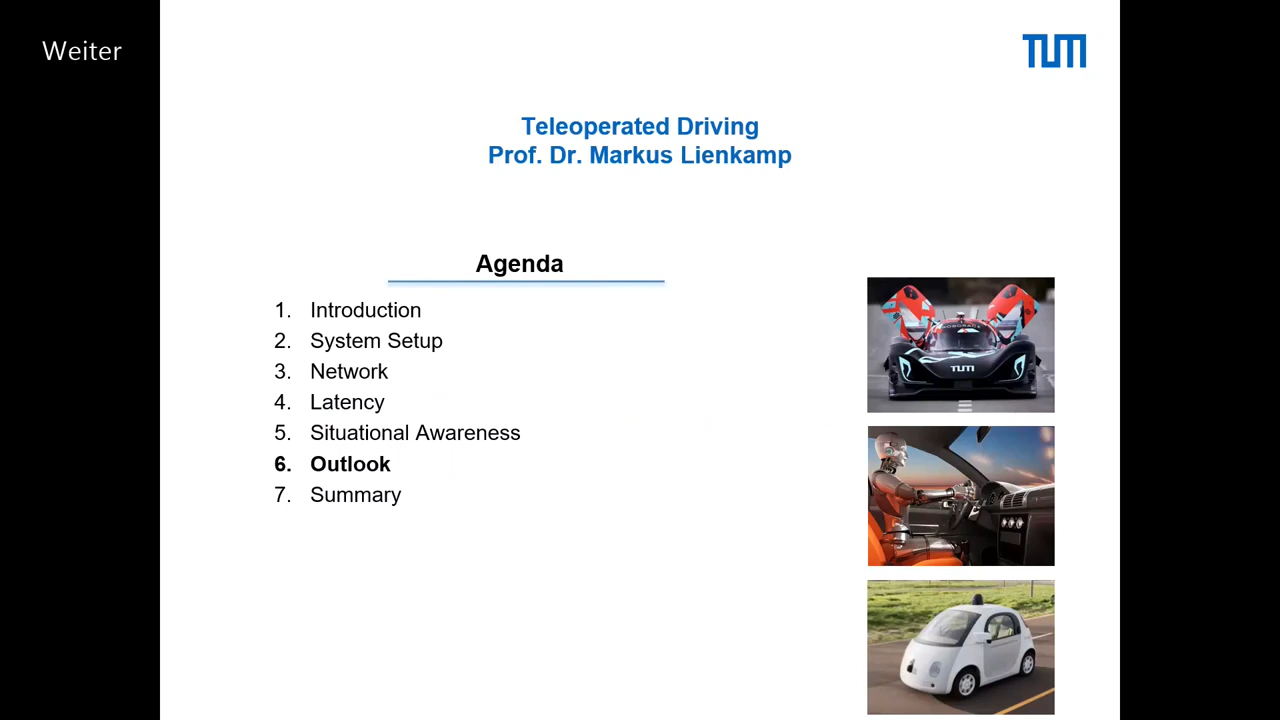 Weiter
TUM
Teleoperated Driving
Prof. Dr. Markus Lienkamp
Agenda
1. Introduction
2. System Setup
3. Network
4. Latency
5. Situational Awareness
6. Outlook
7. Summary
ROBORACE
TUM